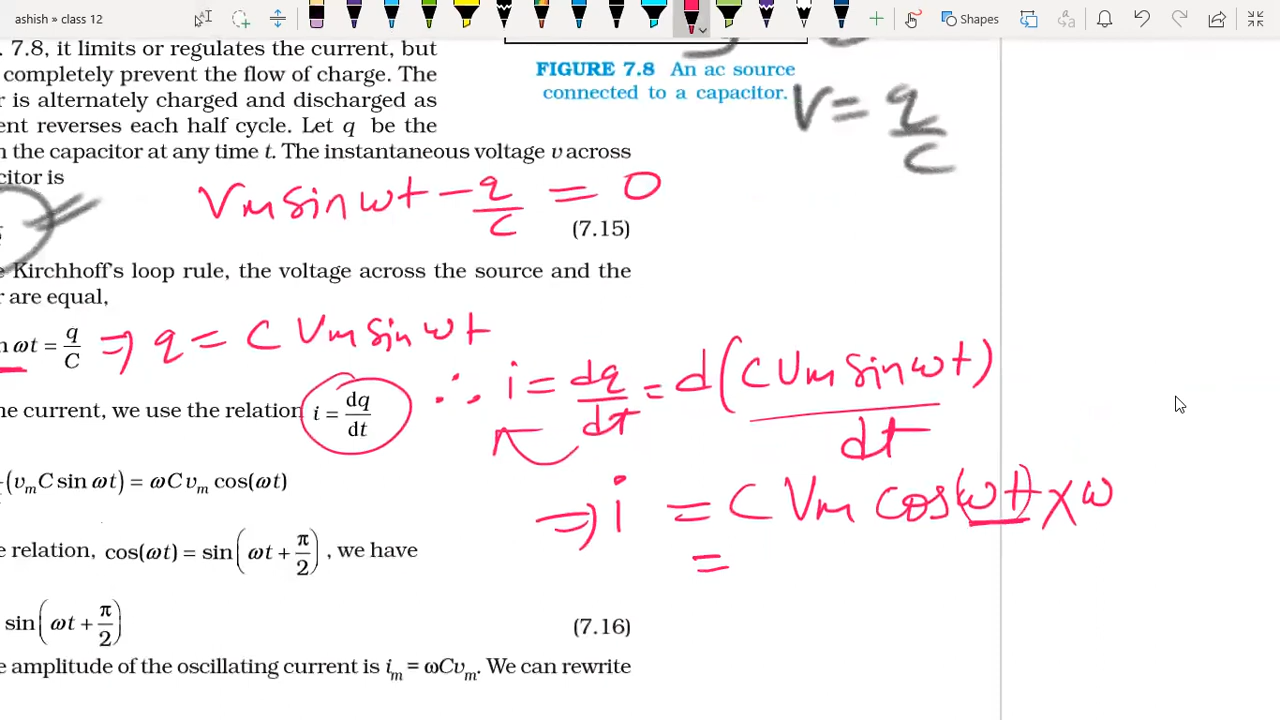 ashish » class 12
Shapes
. 7.8, it limits or regulates the current, but
completely prevent the flow of charge. The
r is alternately charged and discharged as
ent reverses each half cycle. Let q be the
n the capacitor at any time t. The instantaneous voltage v across
citor is
FIGURE 7.8 An ac source
connected to a capacitor.
V = q/C
Vm sin ωt − q/C = 0
(7.15)
e Kirchhoff's loop rule, the voltage across the source and the
r are equal,
n ωt = q/C ⇒ q = C Vm sin ωt
he current, we use the relation i = dq/dt
∴ i = dq/dt = d(C Vm sin ωt)/dt
(v_m C sin ωt) = ωC v_m cos(ωt)
⇒ i = C Vm cos(ωt) × ω
=
e relation, cos(ωt) = sin(ωt + π/2), we have
sin(ωt + π/2) (7.16)
e amplitude of the oscillating current is i_m = ωCv_m. We can rewrite